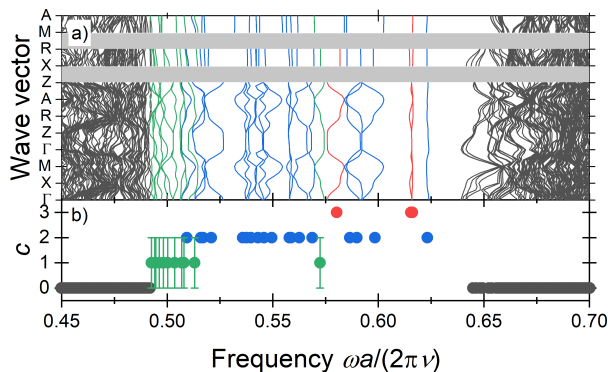 A
M
R
X
Z
A
R
Z
Γ
M
X
Γ
Wave vector
a)
b)
3
2
1
0
c
0.45 0.50 0.55 0.60 0.65 0.70
Frequency ωa/(2πν)